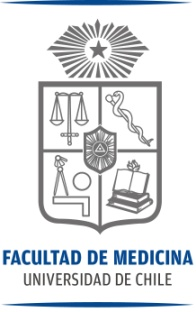 FACULTAD DE MEDICINA
UNIVERSIDAD DE CHILE